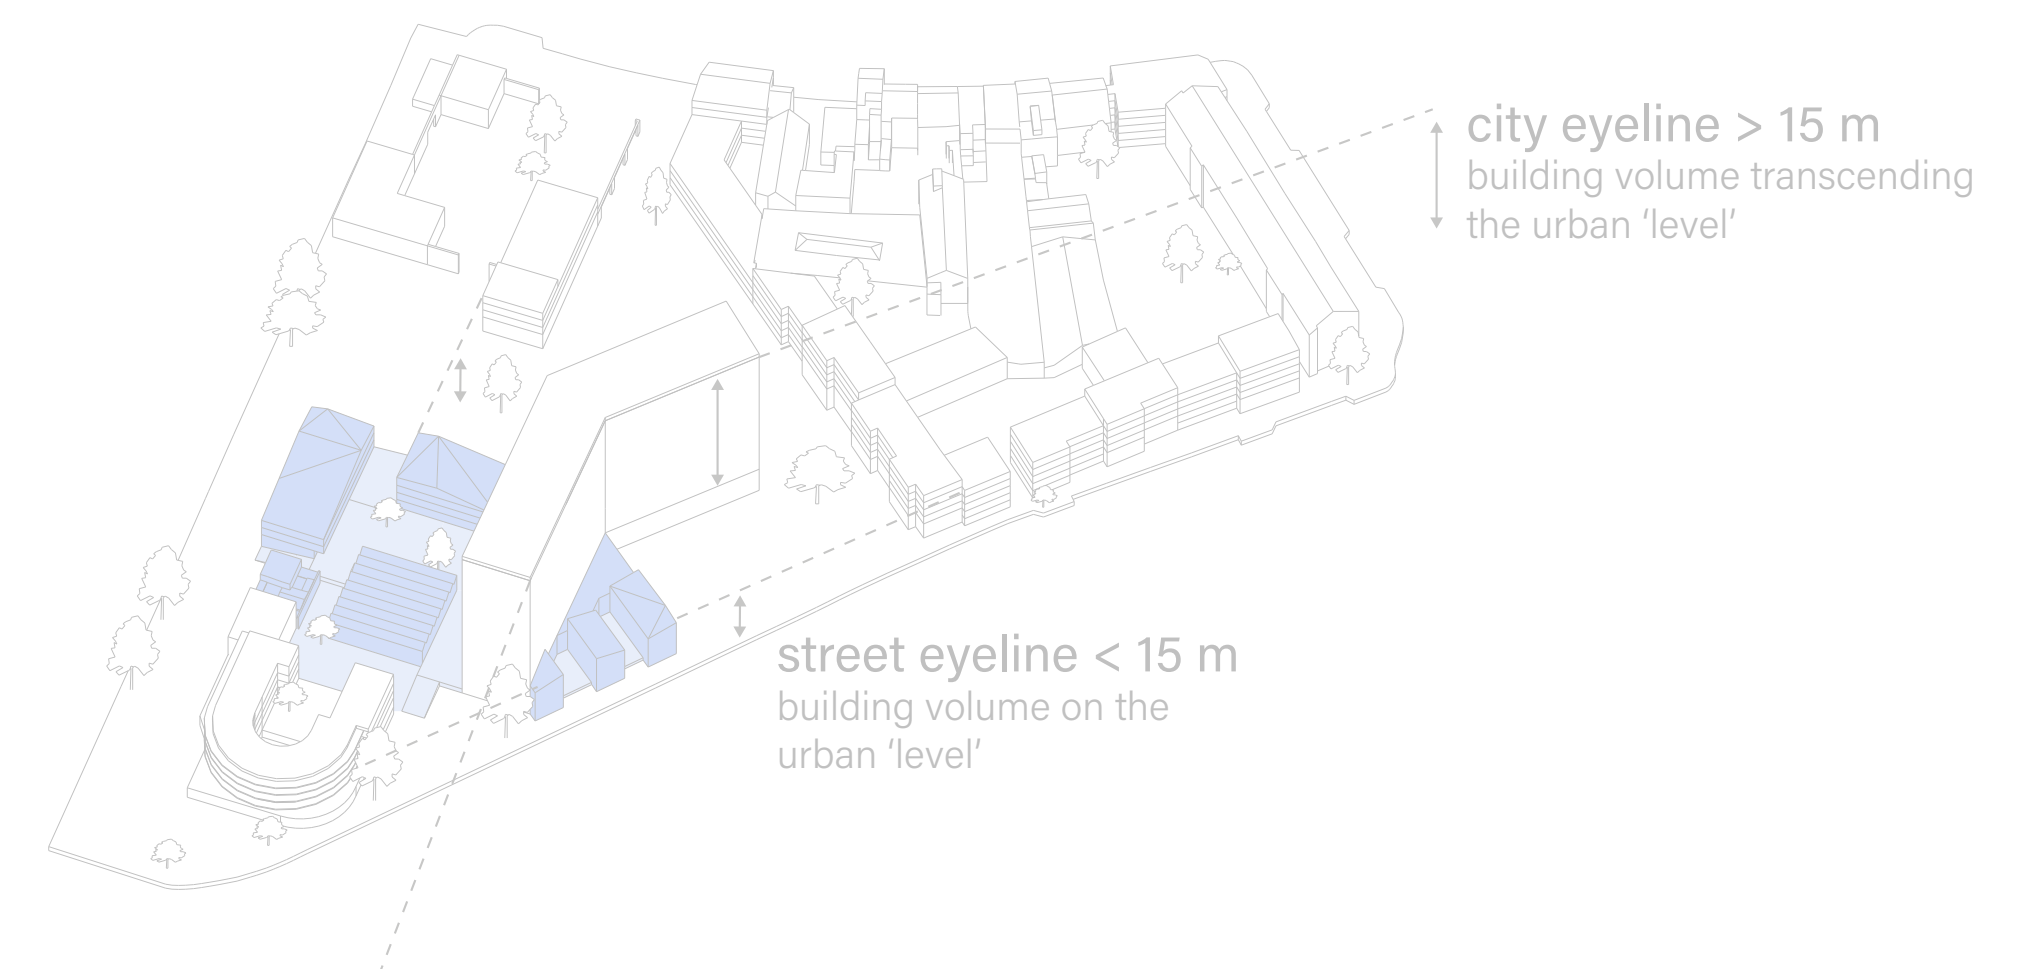 city eyeline > 15 m
building volume transcending
the urban ‘level’
street eyeline < 15 m
building volume on the
urban ‘level’